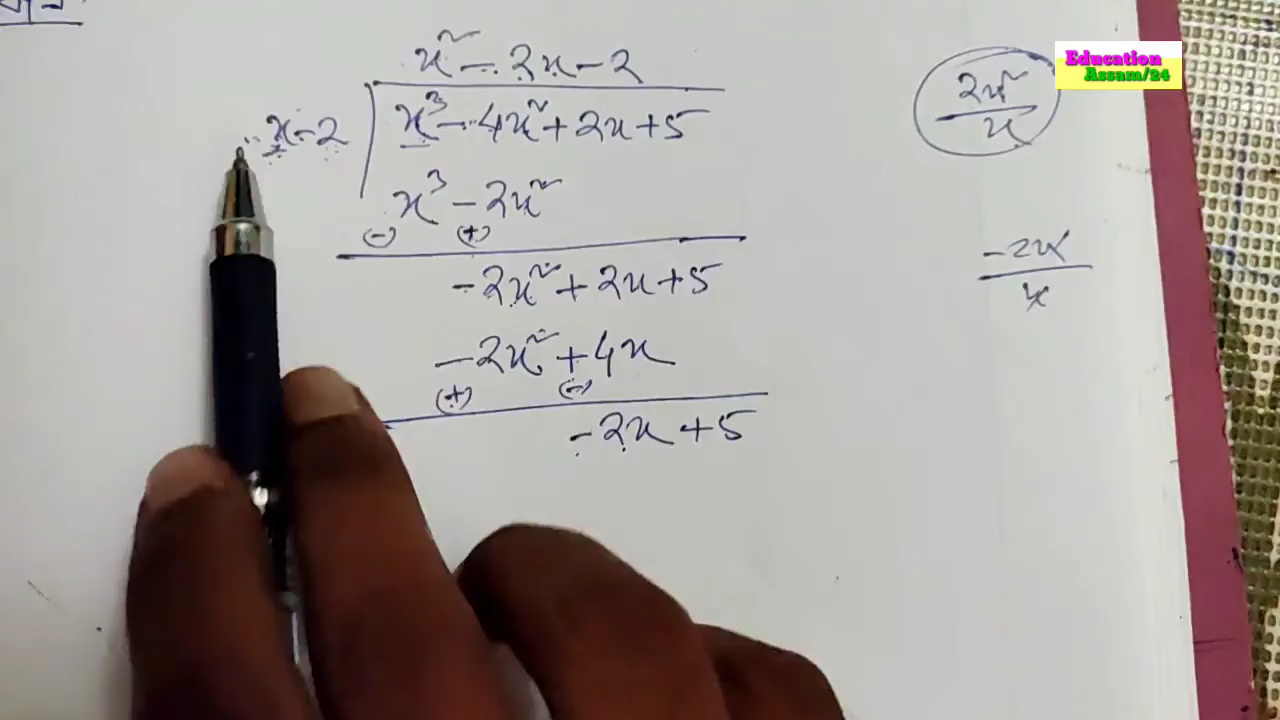 x² - 2x - 2
x - 2 x³ - 4x² + 2x + 5
x³ - 2x²
(-) (+)
-2x² + 2x + 5
-2x² + 4x
(+) (-)
-2x + 5
2x²
x
-2x
x
Education
Assam/24